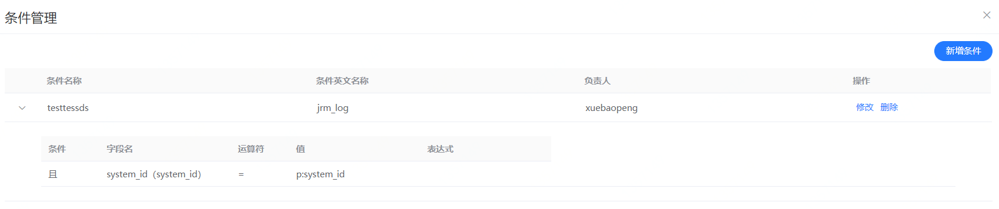 条件管理
新增条件
条件名称 条件英文名称 负责人 操作
testtessds jrm_log xuebaopeng 修改 删除
条件 字段名 运算符 值 表达式
且 system_id（system_id） = p:system_id